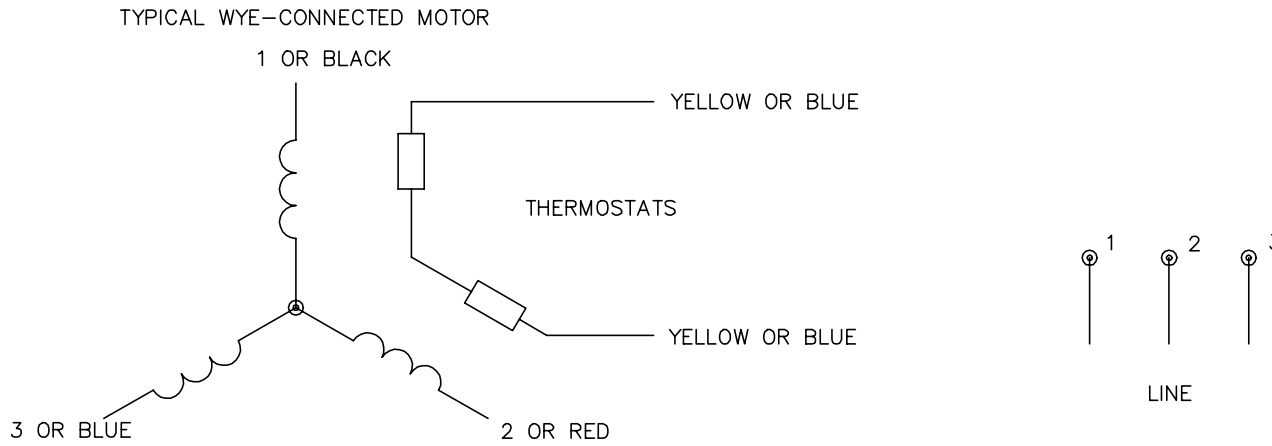 TYPICAL WYE-CONNECTED MOTOR
1 OR BLACK
YELLOW OR BLUE
THERMOSTATS
1 2 3
YELLOW OR BLUE
LINE
3 OR BLUE
2 OR RED